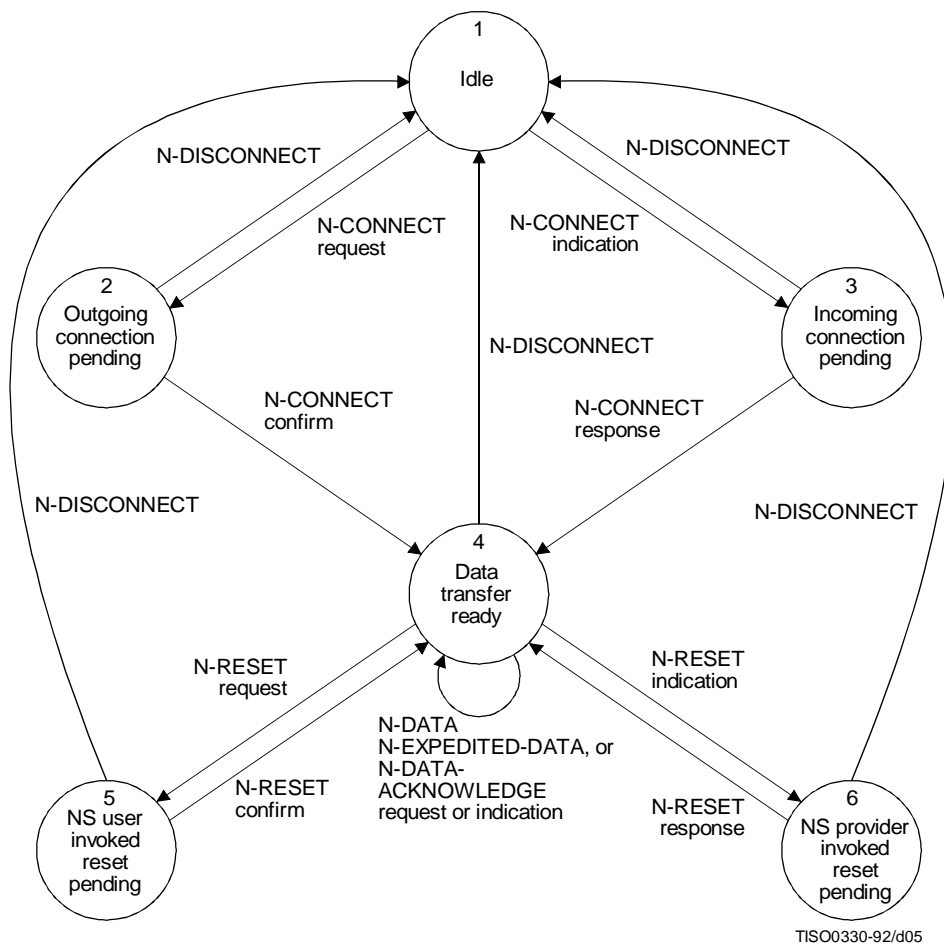 1
Idle
N-DISCONNECT
N-DISCONNECT
N-CONNECT
request
N-CONNECT
indication
2
Outgoing
connection
pending
3
Incoming
connection
pending
N-DISCONNECT
N-CONNECT
confirm
N-CONNECT
response
N-DISCONNECT
N-DISCONNECT
4
Data
transfer
ready
N-RESET
request
N-RESET
indication
N-DATA
N-EXPEDITED-DATA, or
N-DATA-
ACKNOWLEDGE
request or indication
N-RESET
confirm
N-RESET
response
5
NS user
invoked
reset
pending
6
NS provider
invoked
reset
pending
TISO0330-92/d05